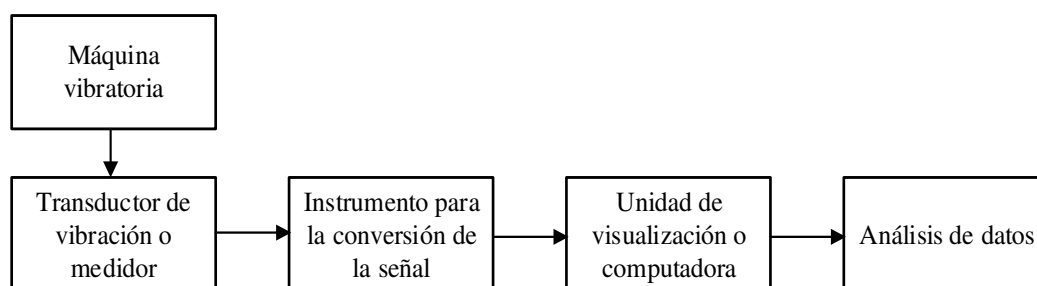 Máquina
vibratoria
Transductor de
vibración o
medidor
Instrumento para
la conversión de
la señal
Unidad de
visualización o
computadora
Análisis de datos